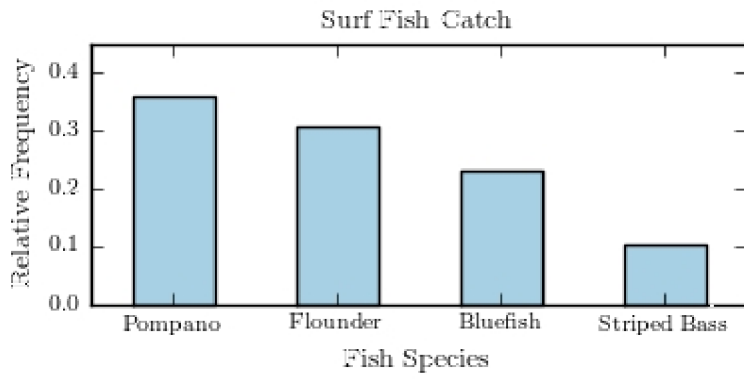 Surf Fish Catch
Relative Frequency
0.4
0.3
0.2
0.1
0.0
Pompano Flounder Bluefish Striped Bass
Fish Species